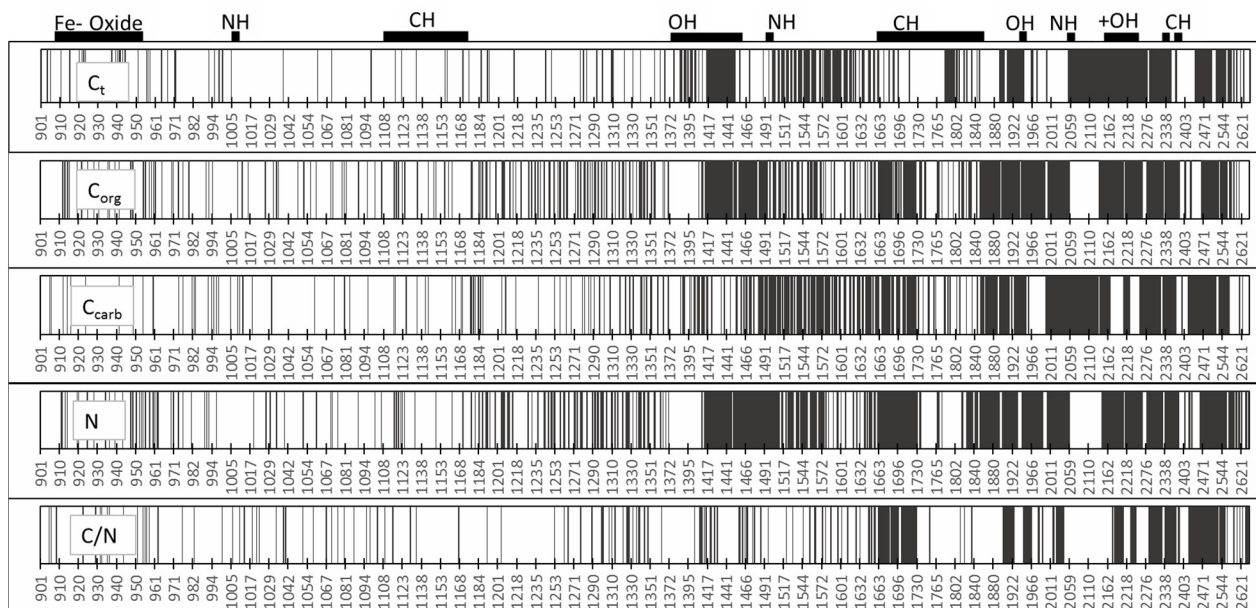 Fe- Oxide NH CH OH NH CH OH NH +OH CH
Ct
901 910 920 930 940 950 961 971 982 994 1005 1017 1029 1042 1054 1067 1081 1094 1108 1123 1138 1153 1168 1184 1201 1218 1235 1253 1271 1290 1310 1330 1351 1372 1395 1417 1441 1466 1491 1517 1544 1572 1601 1632 1663 1696 1730 1765 1802 1840 1880 1922 1966 2011 2059 2110 2162 2218 2276 2338 2403 2471 2544 2621
Corg
901 910 920 930 940 950 961 971 982 994 1005 1017 1029 1042 1054 1067 1081 1094 1108 1123 1138 1153 1168 1184 1201 1218 1235 1253 1271 1290 1310 1330 1351 1372 1395 1417 1441 1466 1491 1517 1544 1572 1601 1632 1663 1696 1730 1765 1802 1840 1880 1922 1966 2011 2059 2110 2162 2218 2276 2338 2403 2471 2544 2621
Ccarb
901 910 920 930 940 950 961 971 982 994 1005 1017 1029 1042 1054 1067 1081 1094 1108 1123 1138 1153 1168 1184 1201 1218 1235 1253 1271 1290 1310 1330 1351 1372 1395 1417 1441 1466 1491 1517 1544 1572 1601 1632 1663 1696 1730 1765 1802 1840 1880 1922 1966 2011 2059 2110 2162 2218 2276 2338 2403 2471 2544 2621
N
901 910 920 930 940 950 961 971 982 994 1005 1017 1029 1042 1054 1067 1081 1094 1108 1123 1138 1153 1168 1184 1201 1218 1235 1253 1271 1290 1310 1330 1351 1372 1395 1417 1441 1466 1491 1517 1544 1572 1601 1632 1663 1696 1730 1765 1802 1840 1880 1922 1966 2011 2059 2110 2162 2218 2276 2338 2403 2471 2544 2621
C/N
901 910 920 930 940 950 961 971 982 994 1005 1017 1029 1042 1054 1067 1081 1094 1108 1123 1138 1153 1168 1184 1201 1218 1235 1253 1271 1290 1310 1330 1351 1372 1395 1417 1441 1466 1491 1517 1544 1572 1601 1632 1663 1696 1730 1765 1802 1840 1880 1922 1966 2011 2059 2110 2162 2218 2276 2338 2403 2471 2544 2621